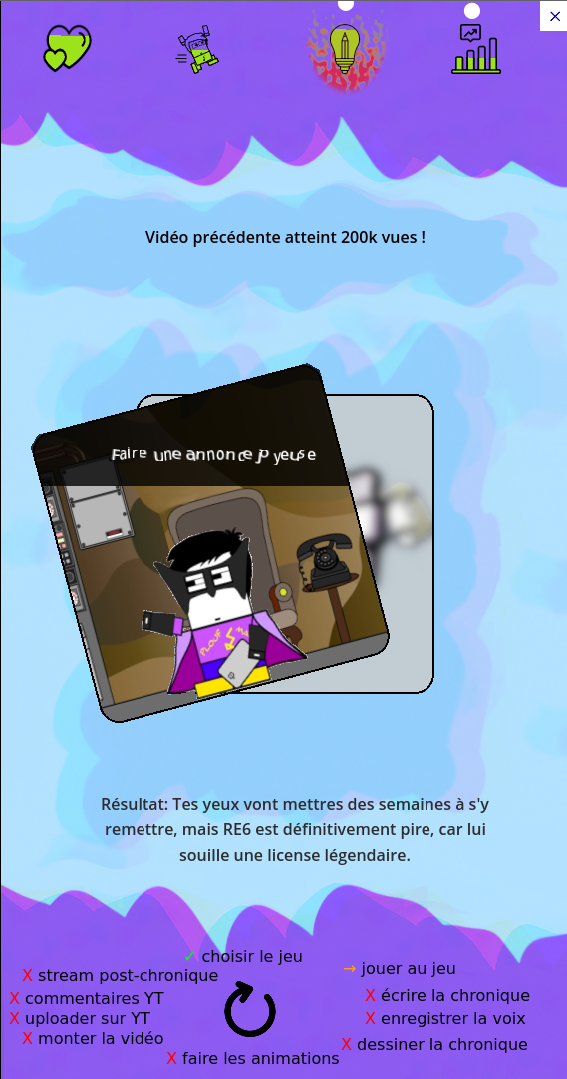 Vidéo précédente atteint 200k vues !
Faire une annonce joyeuse
PLOUF
Résultat: Tes yeux vont mettres des semaines à s'y
remettre, mais RE6 est définitivement pire, car lui
souille une license légendaire.
✓ choisir le jeu
→ jouer au jeu
X écrire la chronique
X enregistrer la voix
X dessiner la chronique
X faire les animations
X monter la vidéo
X uploader sur YT
X commentaires YT
X stream post-chronique